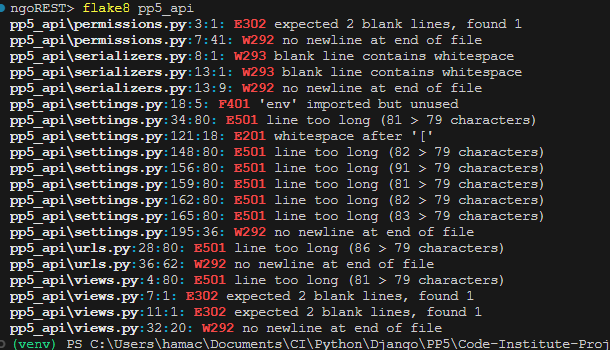 ngoREST> flake8 pp5_api
pp5_api\permissions.py:3:1: E302 expected 2 blank lines, found 1
pp5_api\permissions.py:7:41: W292 no newline at end of file
pp5_api\serializers.py:8:1: W293 blank line contains whitespace
pp5_api\serializers.py:13:1: W293 blank line contains whitespace
pp5_api\serializers.py:13:9: W292 no newline at end of file
pp5_api\settings.py:18:5: F401 'env' imported but unused
pp5_api\settings.py:34:80: E501 line too long (81 > 79 characters)
pp5_api\settings.py:121:18: E201 whitespace after '['
pp5_api\settings.py:148:80: E501 line too long (82 > 79 characters)
pp5_api\settings.py:156:80: E501 line too long (91 > 79 characters)
pp5_api\settings.py:159:80: E501 line too long (81 > 79 characters)
pp5_api\settings.py:162:80: E501 line too long (82 > 79 characters)
pp5_api\settings.py:165:80: E501 line too long (83 > 79 characters)
pp5_api\settings.py:195:36: W292 no newline at end of file
pp5_api\urls.py:28:80: E501 line too long (86 > 79 characters)
pp5_api\urls.py:36:62: W292 no newline at end of file
pp5_api\views.py:4:80: E501 line too long (81 > 79 characters)
pp5_api\views.py:7:1: E302 expected 2 blank lines, found 1
pp5_api\views.py:11:1: E302 expected 2 blank lines, found 1
pp5_api\views.py:32:20: W292 no newline at end of file
(venv) PS C:\Users\hamac\Documents\CI\Python\Django\PP5\Code-Institute-Proj